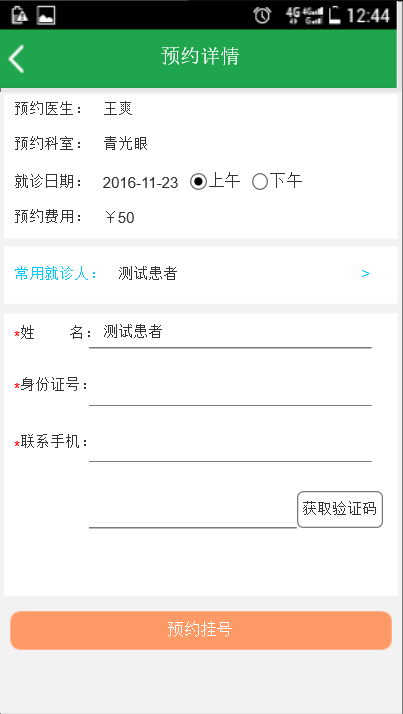 4G 4G 12:44
预约详情
预约医生： 王爽
预约科室： 青光眼
就诊日期： 2016-11-23 上午 下午
预约费用： ￥50
常用就诊人： 测试患者 >
*姓 名： 测试患者
*身份证号：
*联系手机：
获取验证码
预约挂号